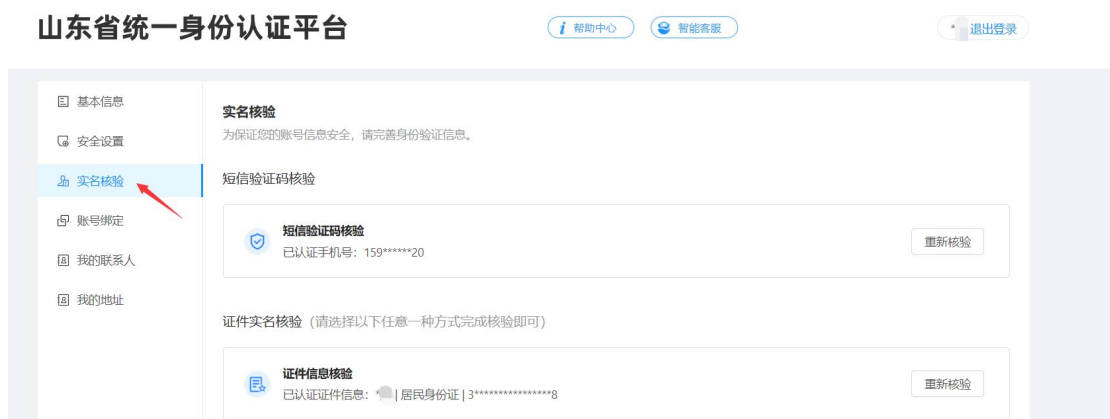 山东省统一身份认证平台
帮助中心
智能客服
* 退出登录
基本信息
安全设置
实名核验
账号绑定
我的联系人
我的地址
实名核验
为保证您的账号信息安全，请完善身份验证信息。
短信验证码核验
短信验证码核验
已认证手机号：159******20
重新核验
证件实名核验（请选择以下任意一种方式完成核验即可）
证件信息核验
已认证证件信息：* | 居民身份证 | 3****************8
重新核验